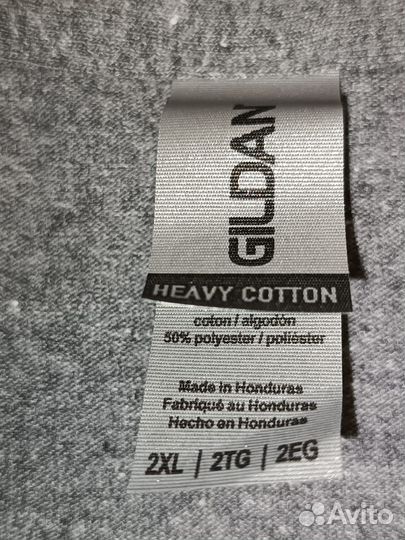 GILDAN
HEAVY COTTON
coton / algodón
50% polyester / poliéster
Made in Honduras
Fabriqué au Honduras
Hecho en Honduras
2XL | 2TG | 2EG
Avito